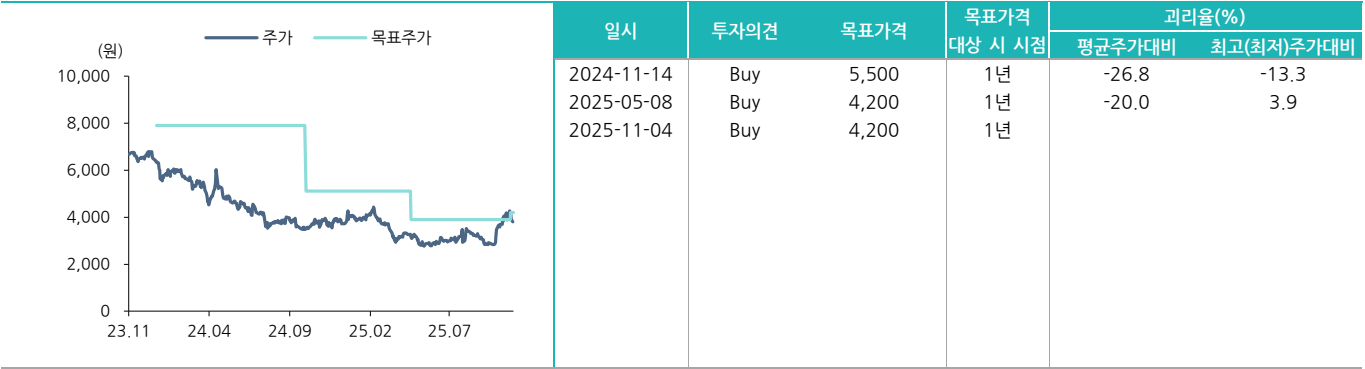 주가 목표주가
(원)
10,000
8,000
6,000
4,000
2,000
0
23.11 24.04 24.09 25.02 25.07
일시 투자의견 목표가격 목표가격 대상 시 시점 괴리율(%)
평균주가대비 최고(최저)주가대비
2024-11-14 Buy 5,500 1년 -26.8 -13.3
2025-05-08 Buy 4,200 1년 -20.0 3.9
2025-11-04 Buy 4,200 1년